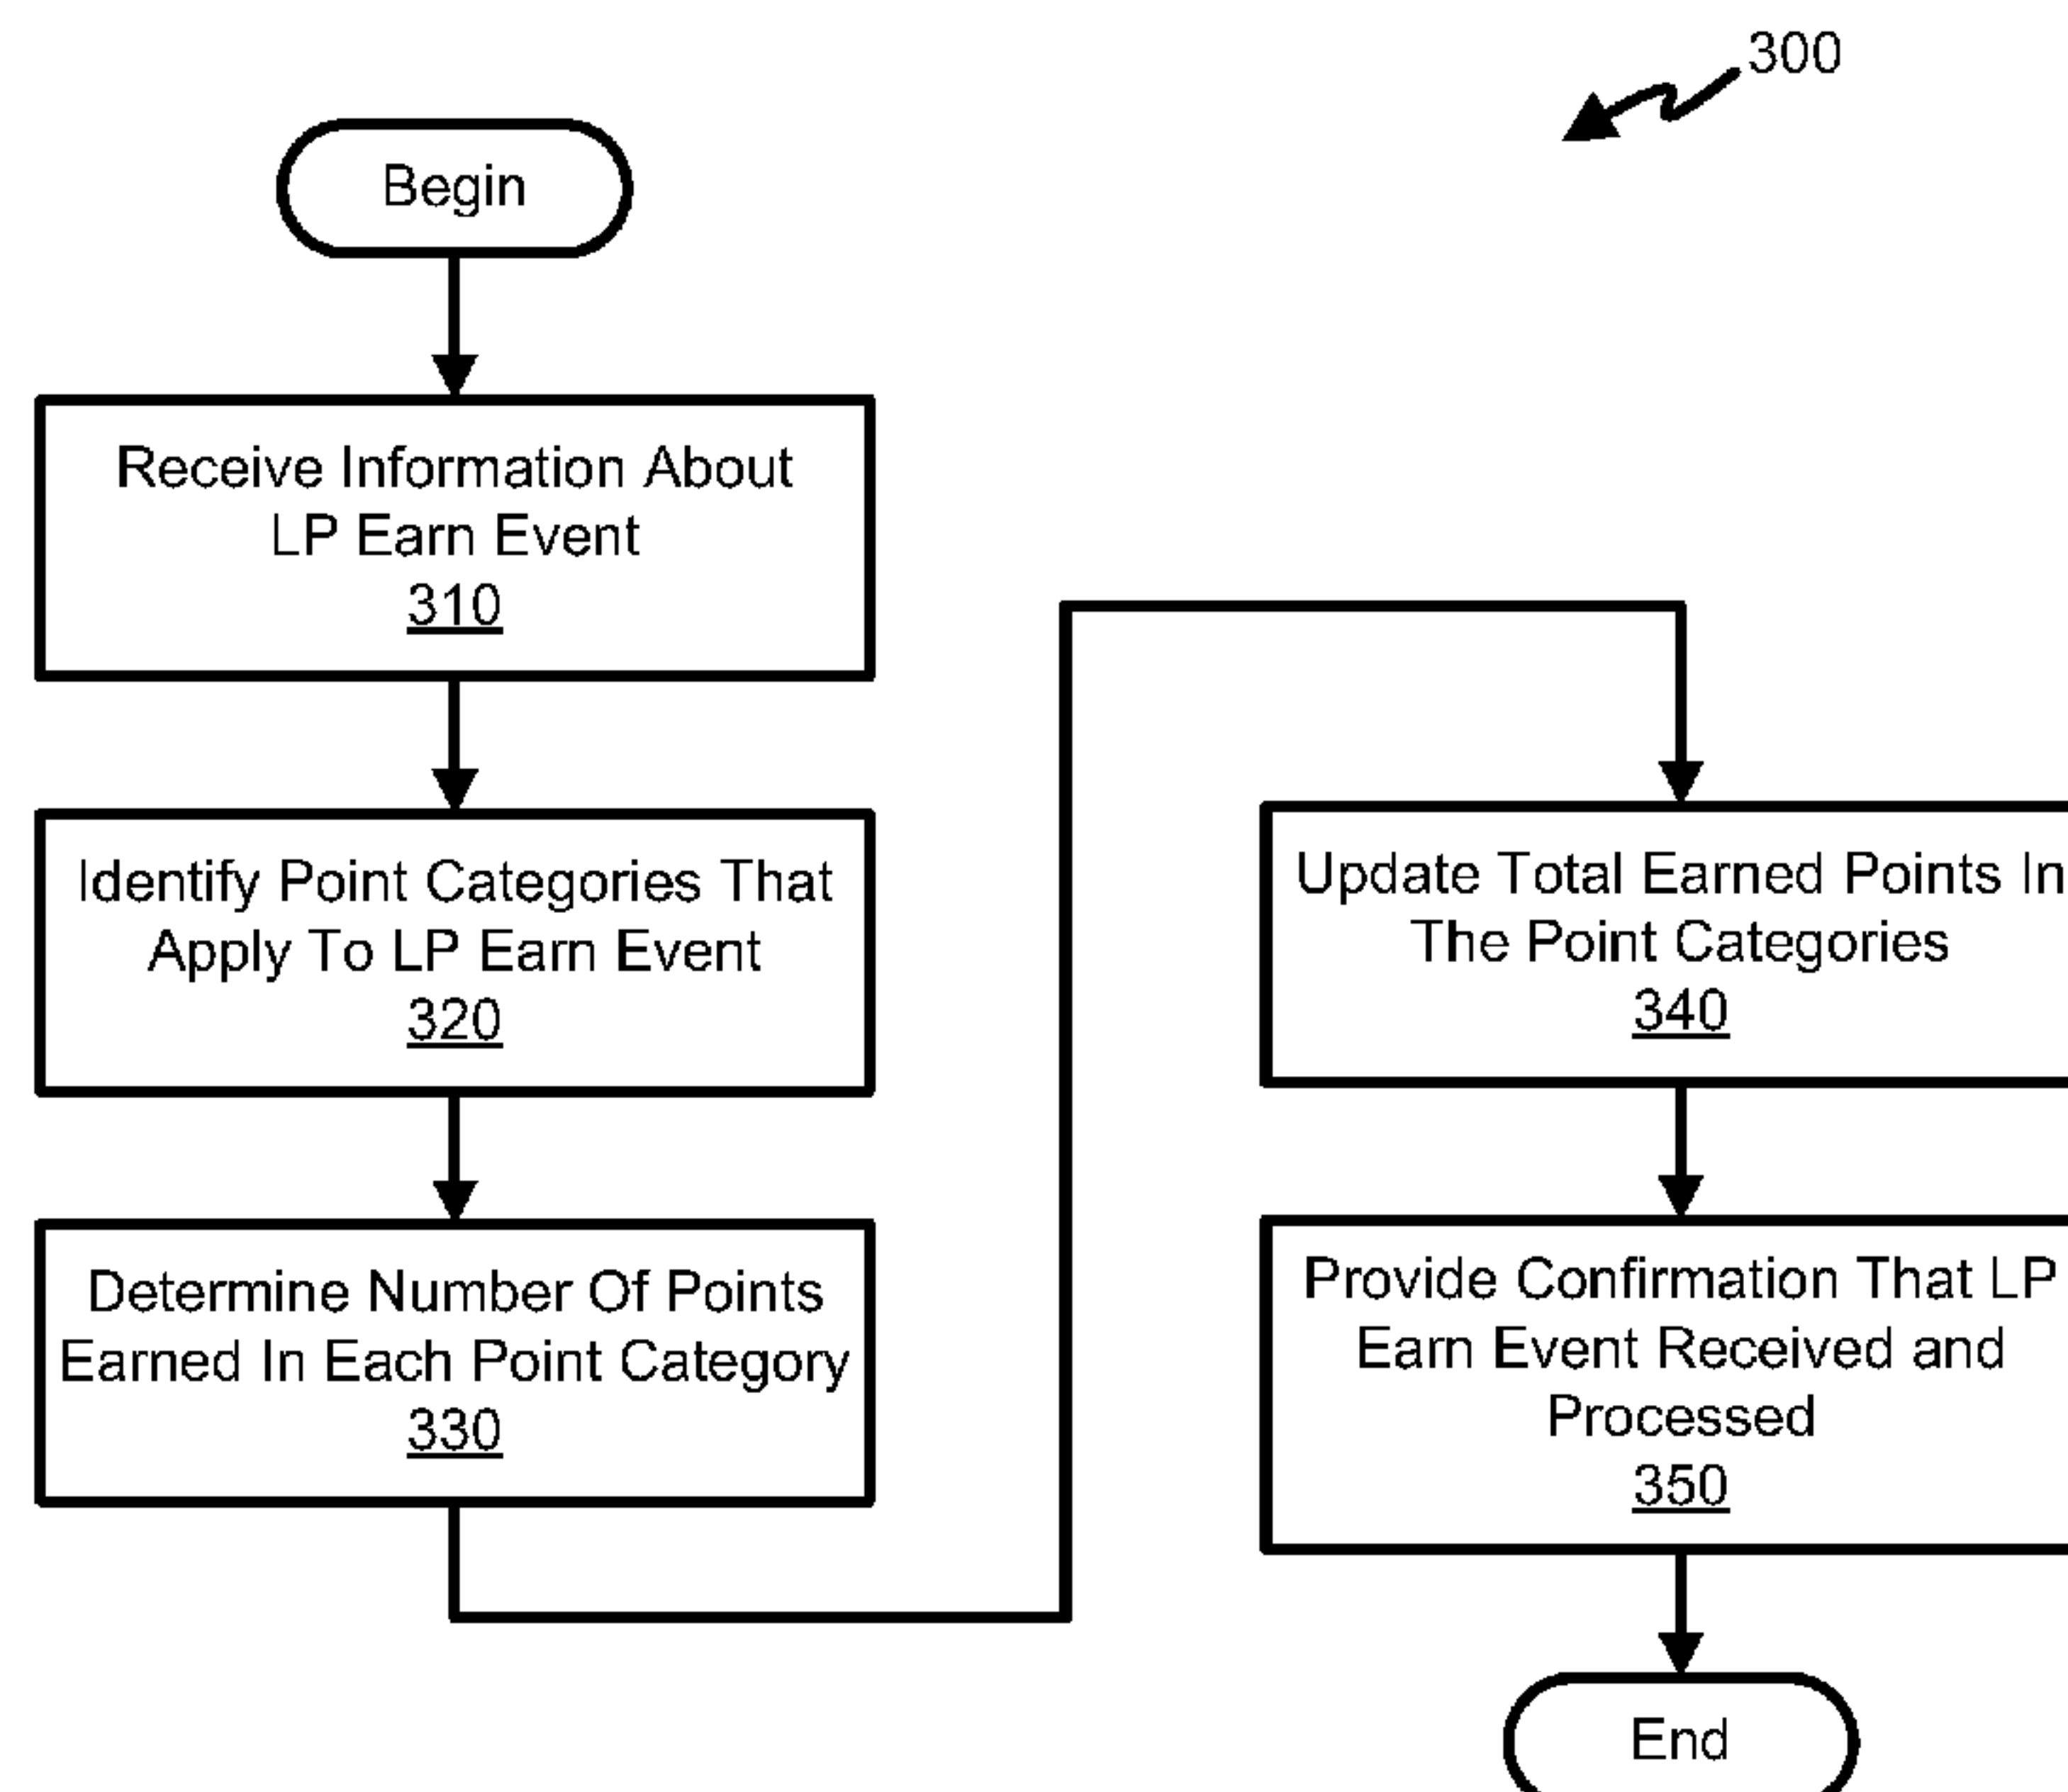 300
Begin
Receive Information About
LP Earn Event
310
Identify Point Categories That
Apply To LP Earn Event
320
Determine Number Of Points
Earned In Each Point Category
330
Update Total Earned Points In
The Point Categories
340
Provide Confirmation That LP
Earn Event Received and
Processed
350
End